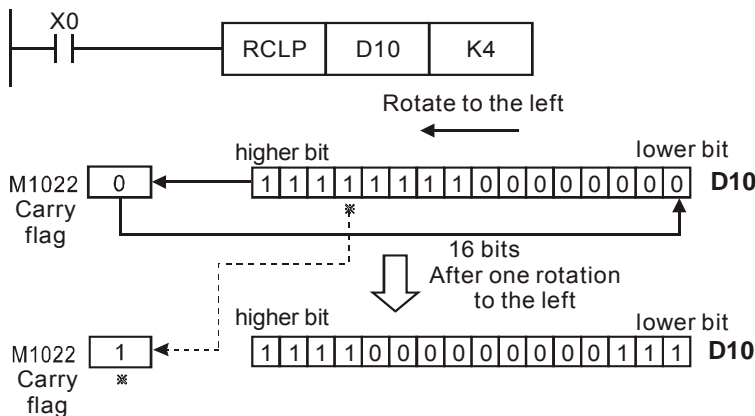 X0
RCLP D10 K4
Rotate to the left
higher bit lower bit
M1022 0 1 1 1 1 1 1 1 1 0 0 0 0 0 0 0 0 D10
Carry
flag
※
16 bits
After one rotation
to the left
higher bit lower bit
M1022 1 1 1 1 1 0 0 0 0 0 0 0 0 0 1 1 1 D10
Carry ※
flag